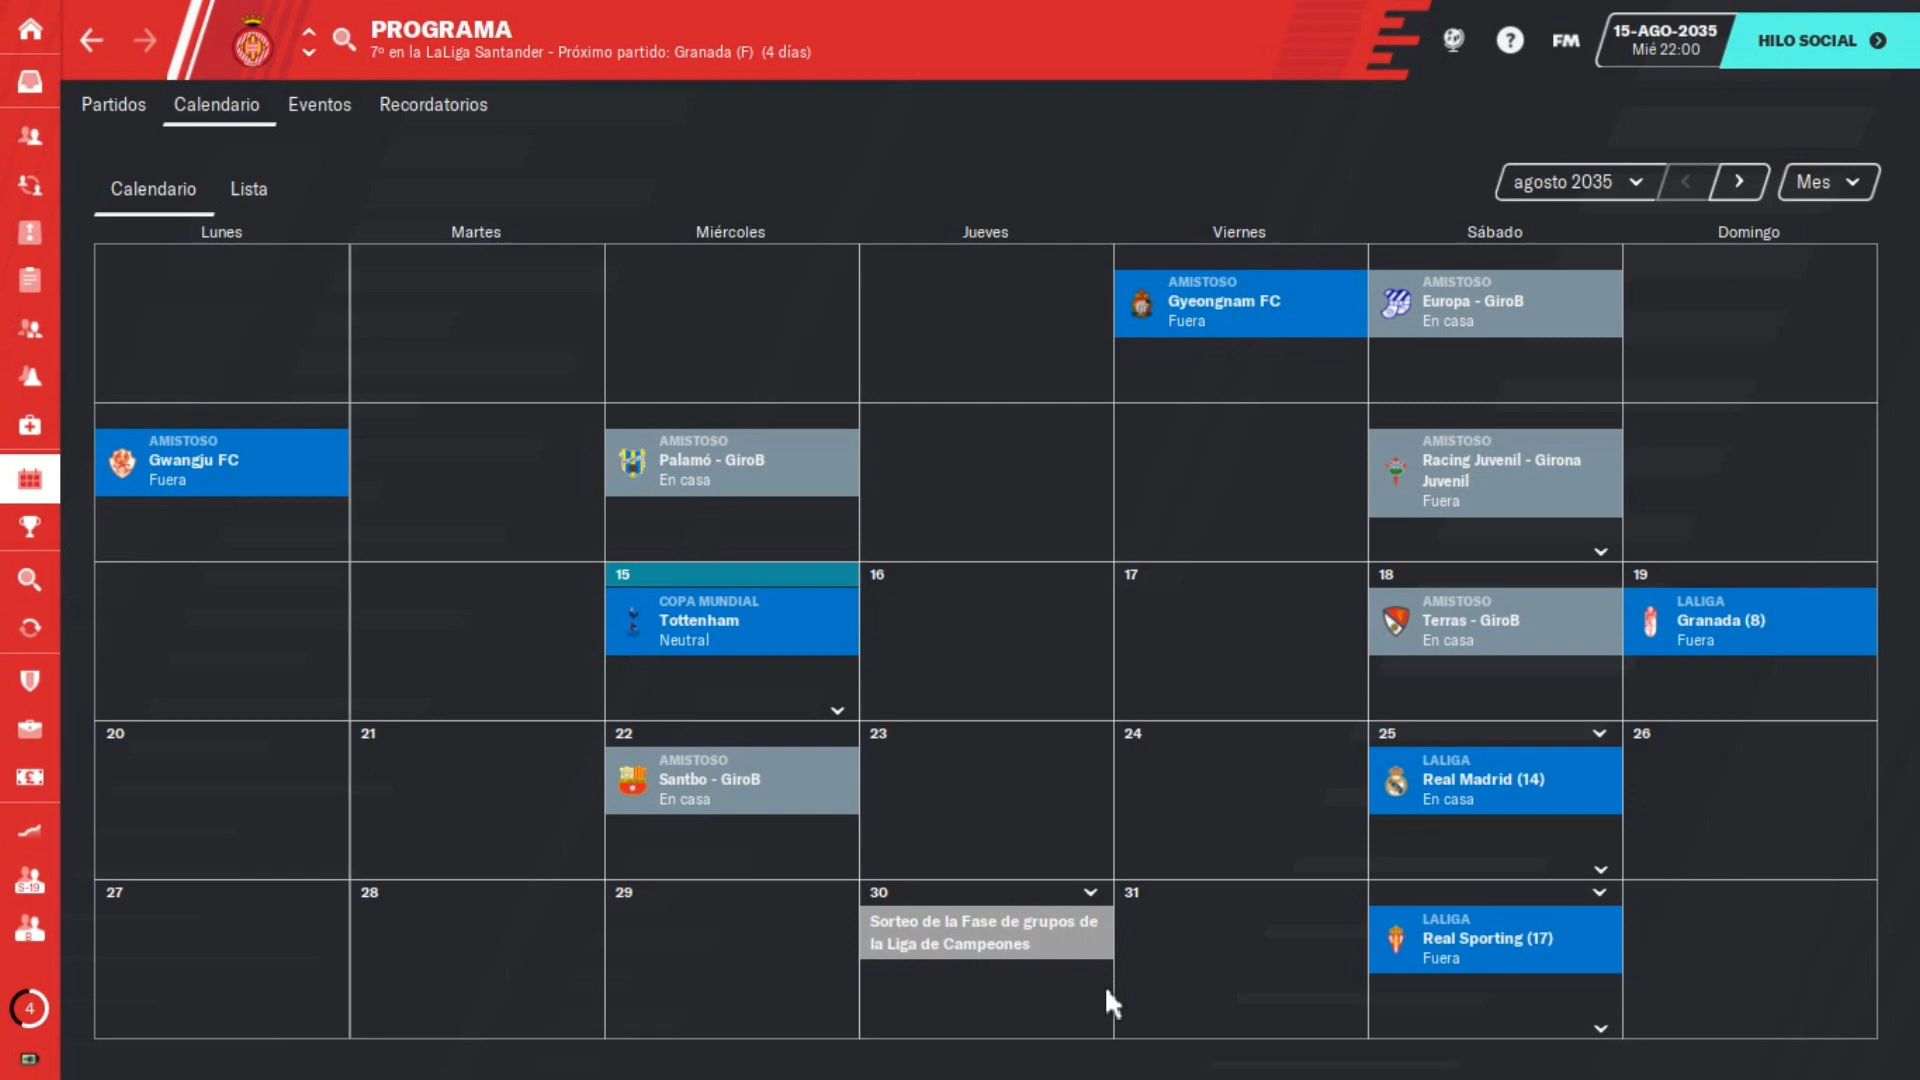 PROGRAMA
7º en la LaLiga Santander - Próximo partido: Granada (F) (4 días)
FM
15-AGO-2035
Mié 22:00
HILO SOCIAL
Partidos
Calendario
Eventos
Recordatorios
Calendario
Lista
agosto 2035
Mes
Lunes
Martes
Miércoles
Jueves
Viernes
Sábado
Domingo
AMISTOSO
Gyeongnam FC
Fuera
AMISTOSO
Europa - GiroB
En casa
AMISTOSO
Gwangju FC
Fuera
AMISTOSO
Palamó - GiroB
En casa
AMISTOSO
Racing Juvenil - Girona
Juvenil
Fuera
15
COPA MUNDIAL
Tottenham
Neutral
16
17
18
AMISTOSO
Terras - GiroB
En casa
19
LALIGA
Granada (8)
Fuera
20
21
22
AMISTOSO
Santbo - GiroB
En casa
23
24
25
LALIGA
Real Madrid (14)
En casa
26
27
28
29
30
Sorteo de la Fase de grupos de
la Liga de Campeones
31
LALIGA
Real Sporting (17)
Fuera
S-19
B
4